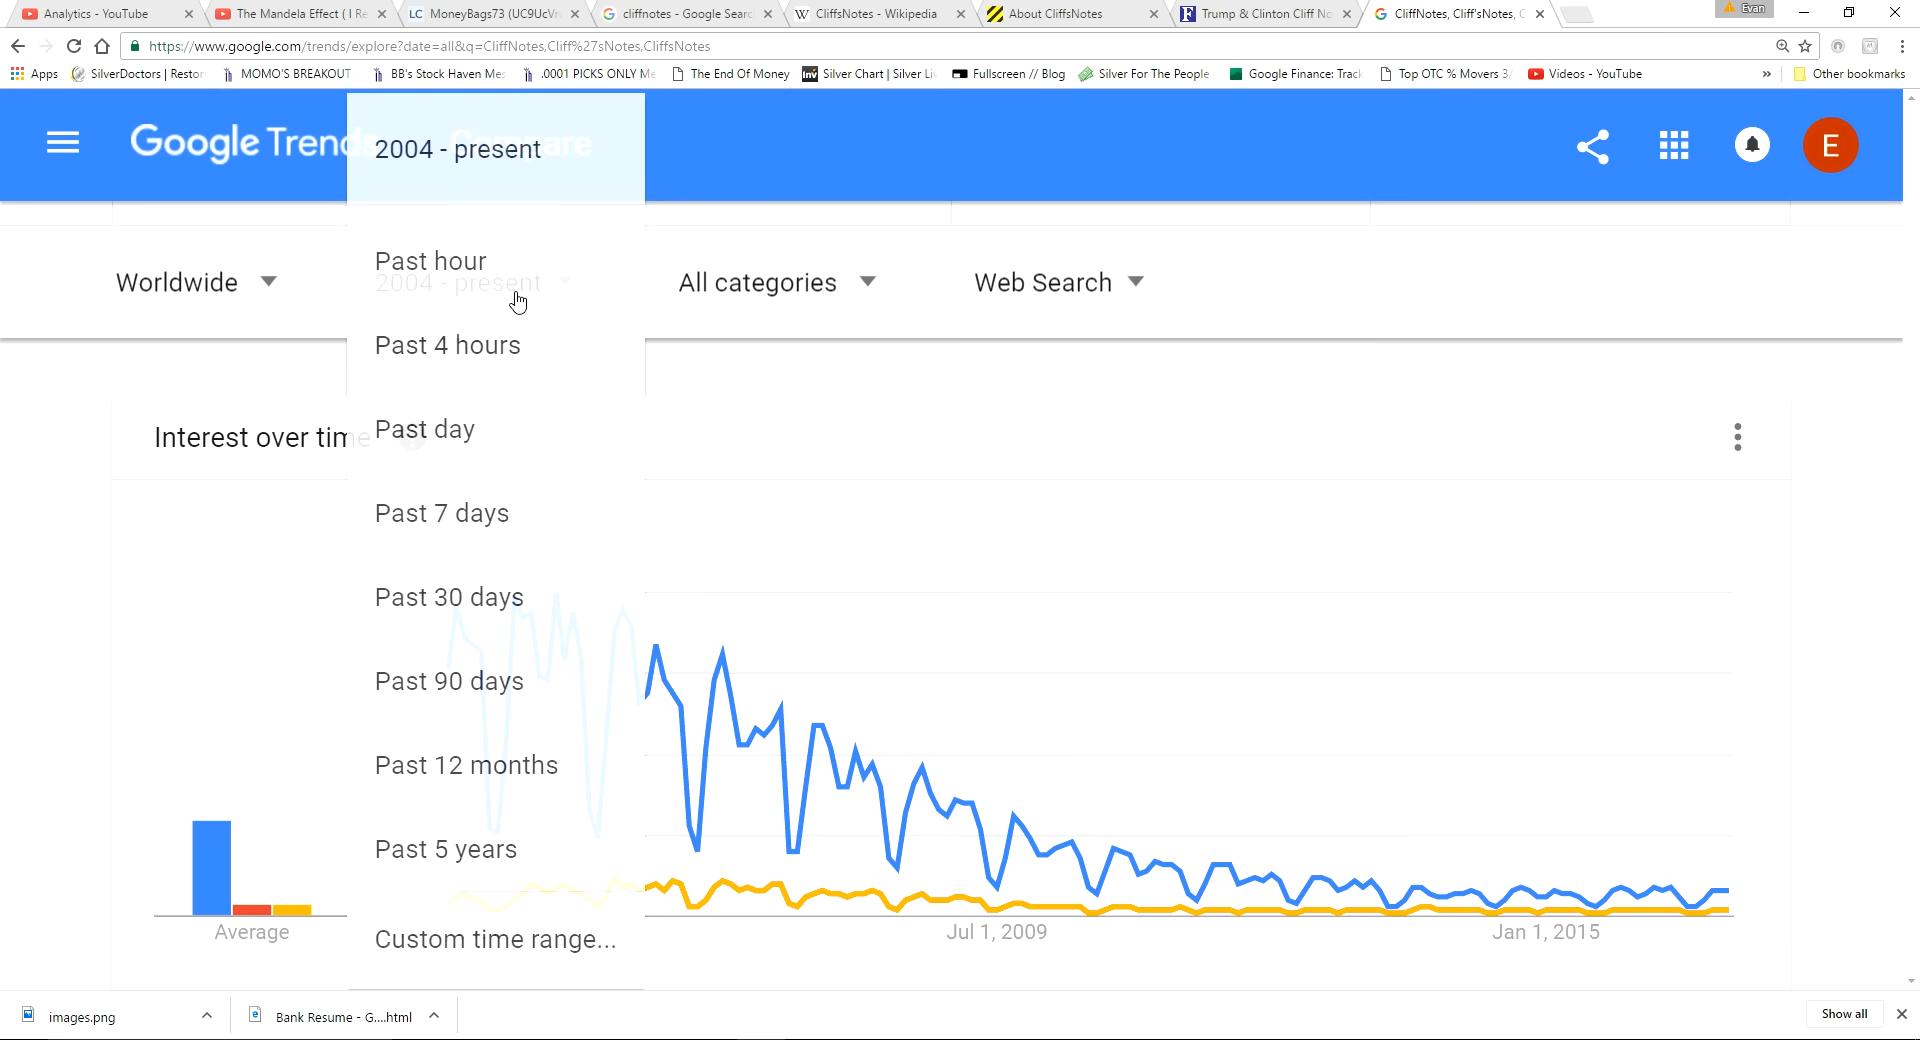 Analytics - YouTube
The Mandela Effect ( I Re
MoneyBags73 (UC9UcVr
cliffnotes - Google Searc
CliffsNotes - Wikipedia
About CliffsNotes
Trump & Clinton Cliff No
CliffNotes, Cliff'sNotes, C
Evan
https://www.google.com/trends/explore?date=all&q=CliffNotes,Cliff%27sNotes,CliffsNotes
Apps
SilverDoctors | Restor
MOMO'S BREAKOUT
BB's Stock Haven Mes
.0001 PICKS ONLY Me
The End Of Money
Silver Chart | Silver Li
Fullscreen // Blog
Silver For The People
Google Finance: Track
Top OTC % Movers 3
Videos - YouTube
»
Other bookmarks
Google Trends
Compare
E
2004 - present
Past hour
Worldwide
2004 - present
All categories
Web Search
Past 4 hours
Past day
Interest over time
Past 7 days
Past 30 days
Past 90 days
Past 12 months
Past 5 years
Custom time range...
Average
Jul 1, 2009
Jan 1, 2015
images.png
Bank Resume - G....html
Show all